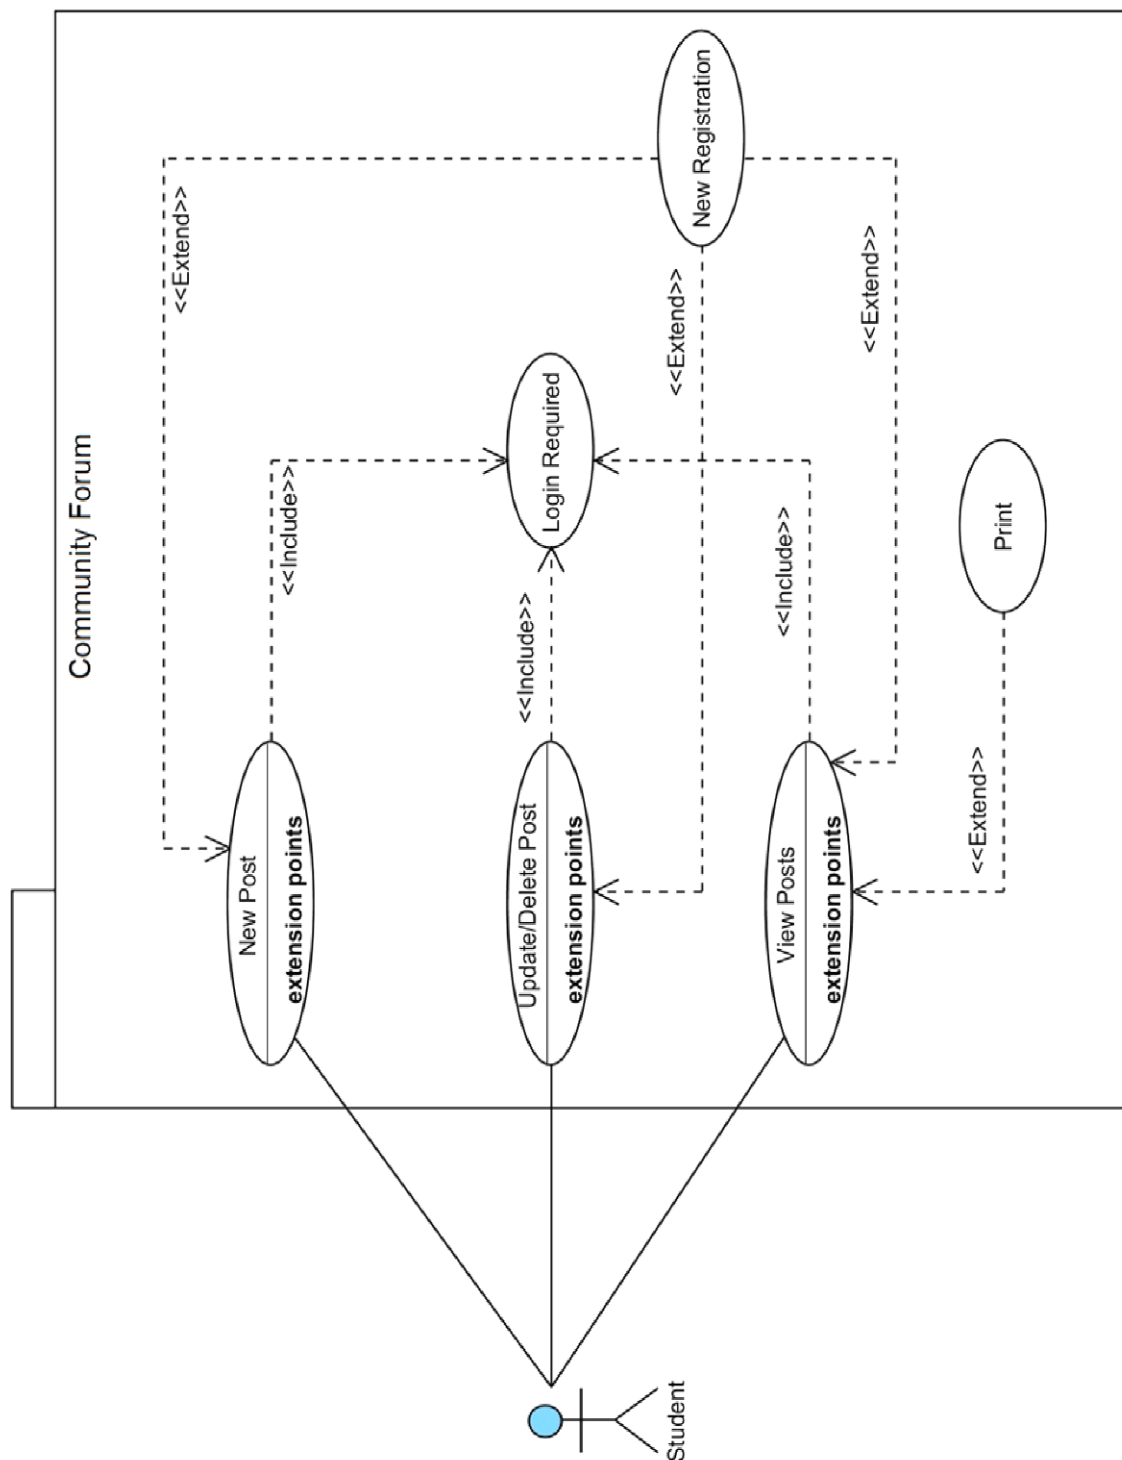 Community Forum
New Post
extension points
<<Extend>>
<<Include>>
Update/Delete Post
extension points
<<Include>>
Login Required
<<Extend>>
New Registration
View Posts
extension points
<<Include>>
<<Extend>>
<<Extend>>
Print
Student